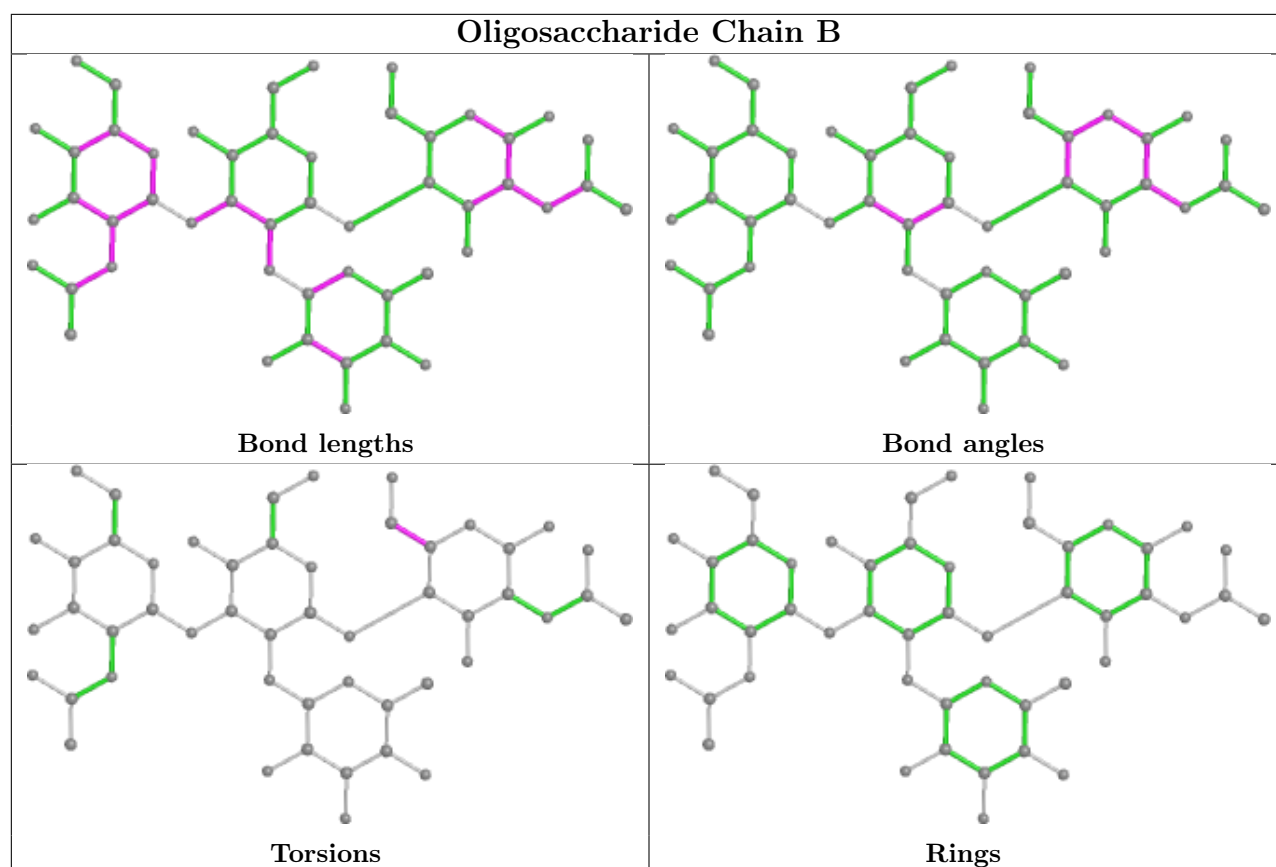 Oligosaccharide Chain B
Bond lengths
Bond angles
Torsions
Rings